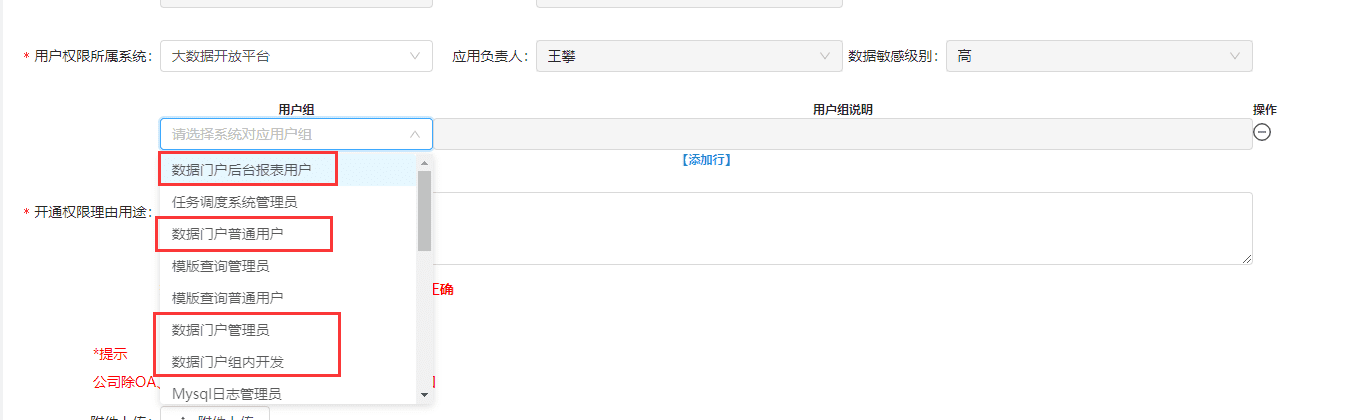 * 用户权限所属系统： 大数据开放平台 应用负责人： 王攀 数据敏感级别： 高
用户组 用户组说明 操作
请选择系统对应用户组
【添加行】
数据门户后台报表用户
任务调度系统管理员
* 开通权限理由用途：
数据门户普通用户
模版查询管理员
正确
模版查询普通用户
数据门户管理员
*提示
数据门户组内开发
公司除OA、
Mysql日志管理员
附件上传： 附件上传